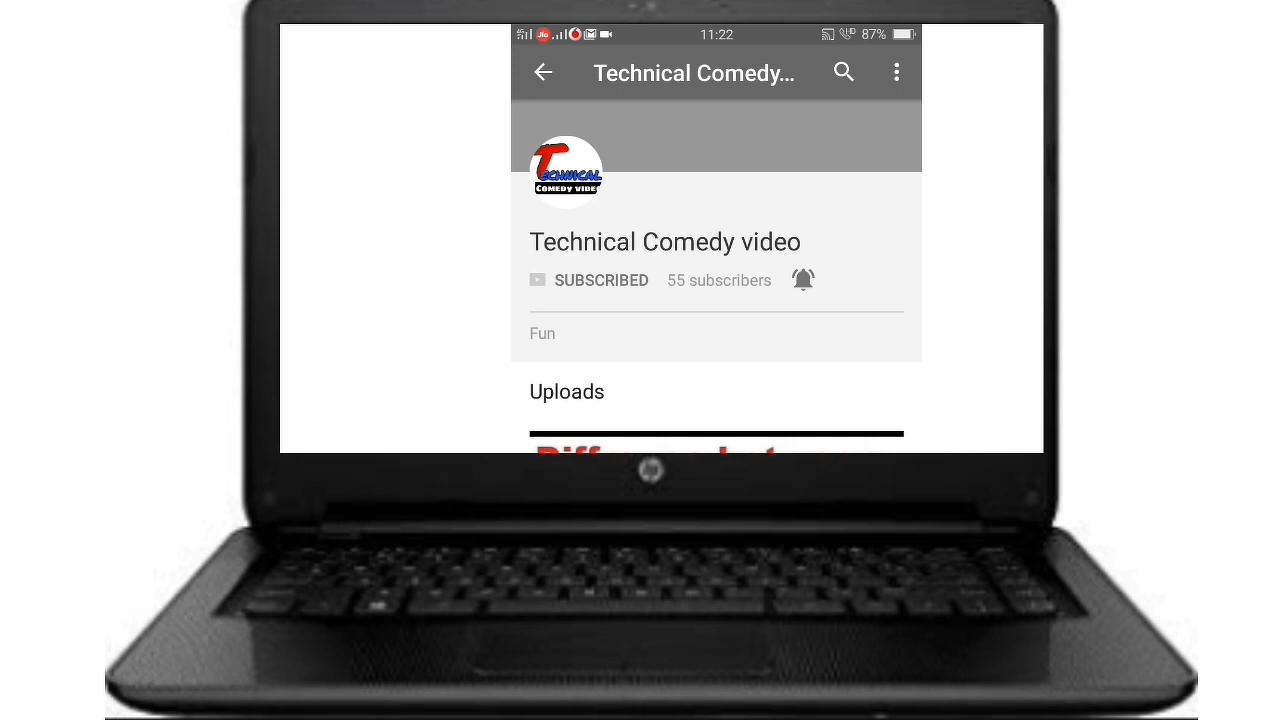 11:22 87%
Technical Comedy...
TECHNICAL
COMEDY VIDEO
Technical Comedy video
SUBSCRIBED 55 subscribers
Fun
Uploads